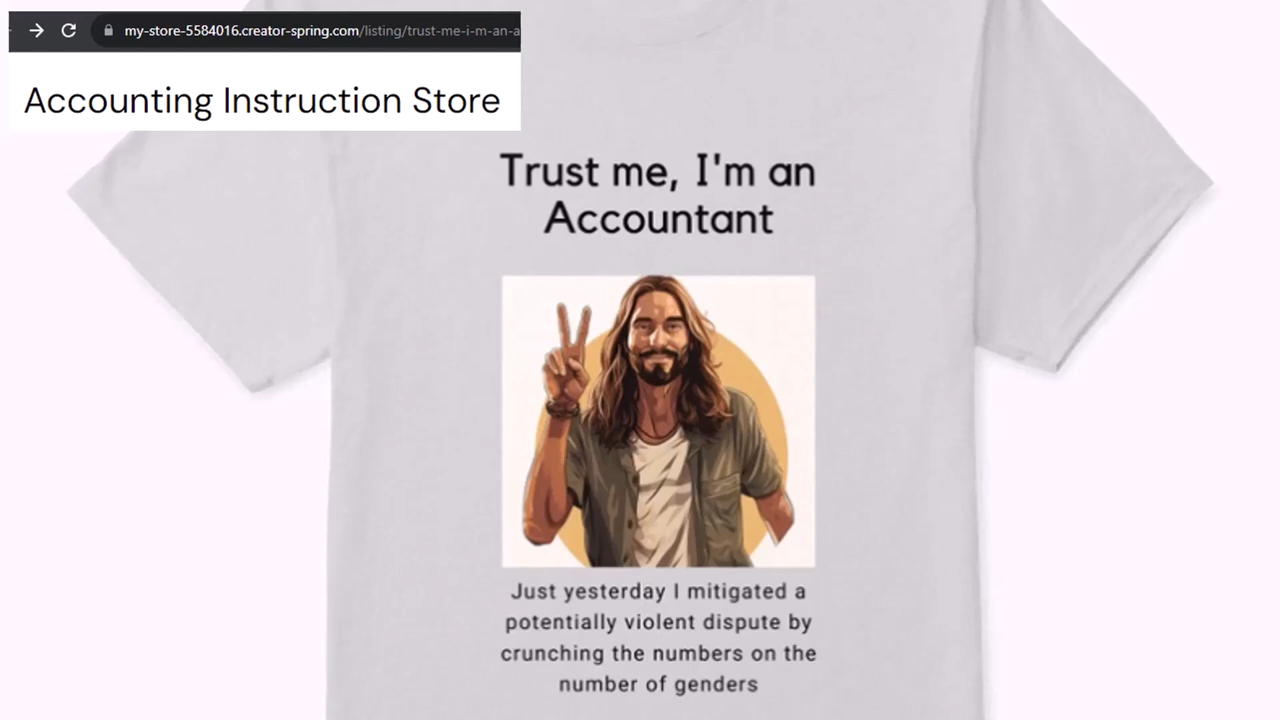 my-store-5584016.creator-spring.com/listing/trust-me-i-m-an-a
Accounting Instruction Store
Trust me, I'm an
Accountant
Just yesterday I mitigated a
potentially violent dispute by
crunching the numbers on the
number of genders